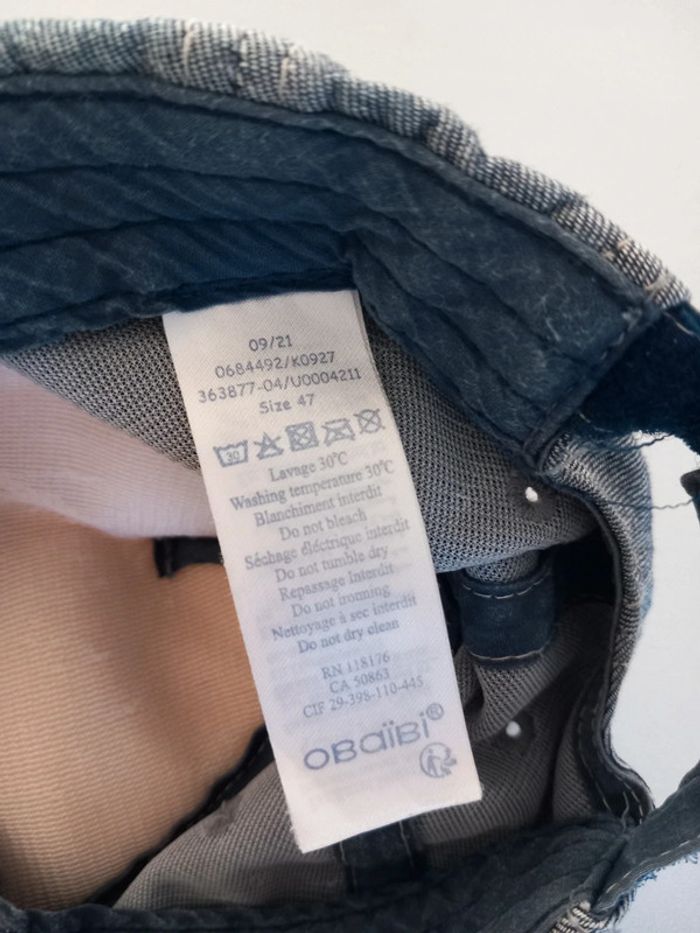 09/21
0684492/K0927
363877-04/U0004211
Size 47
30
Lavage 30°C
Washing temperature 30°C
Blanchiment interdit
Do not bleach
Séchage éléctrique interdit
Do not tumble dry
Repassage Interdit
Do not ironning
Nettoyage à sec interdit
Do not dry clean
RN 118176
CA 50863
CIF 29-398-110-445
OBaïBi®